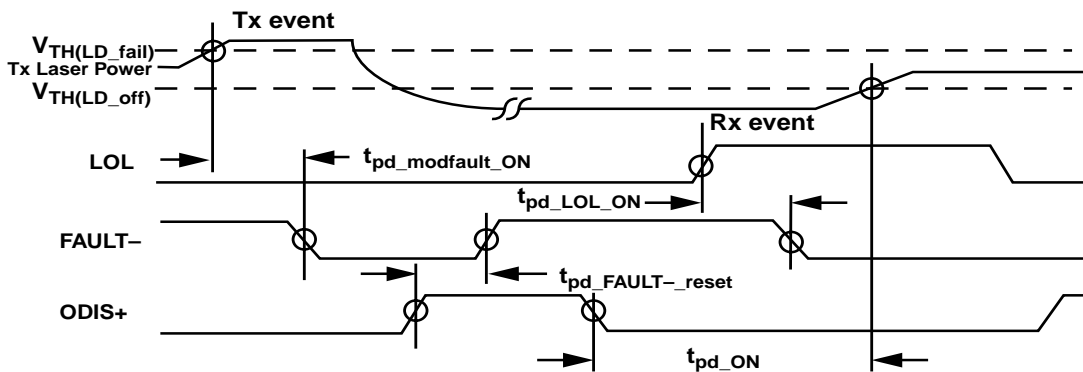 Tx event
VTH(LD_fail)
Tx Laser Power
VTH(LD_off)
Rx event
LOL
tpd_modfault_ON
tpd_LOL_ON
FAULT–
tpd_FAULT–_reset
ODIS+
tpd_ON